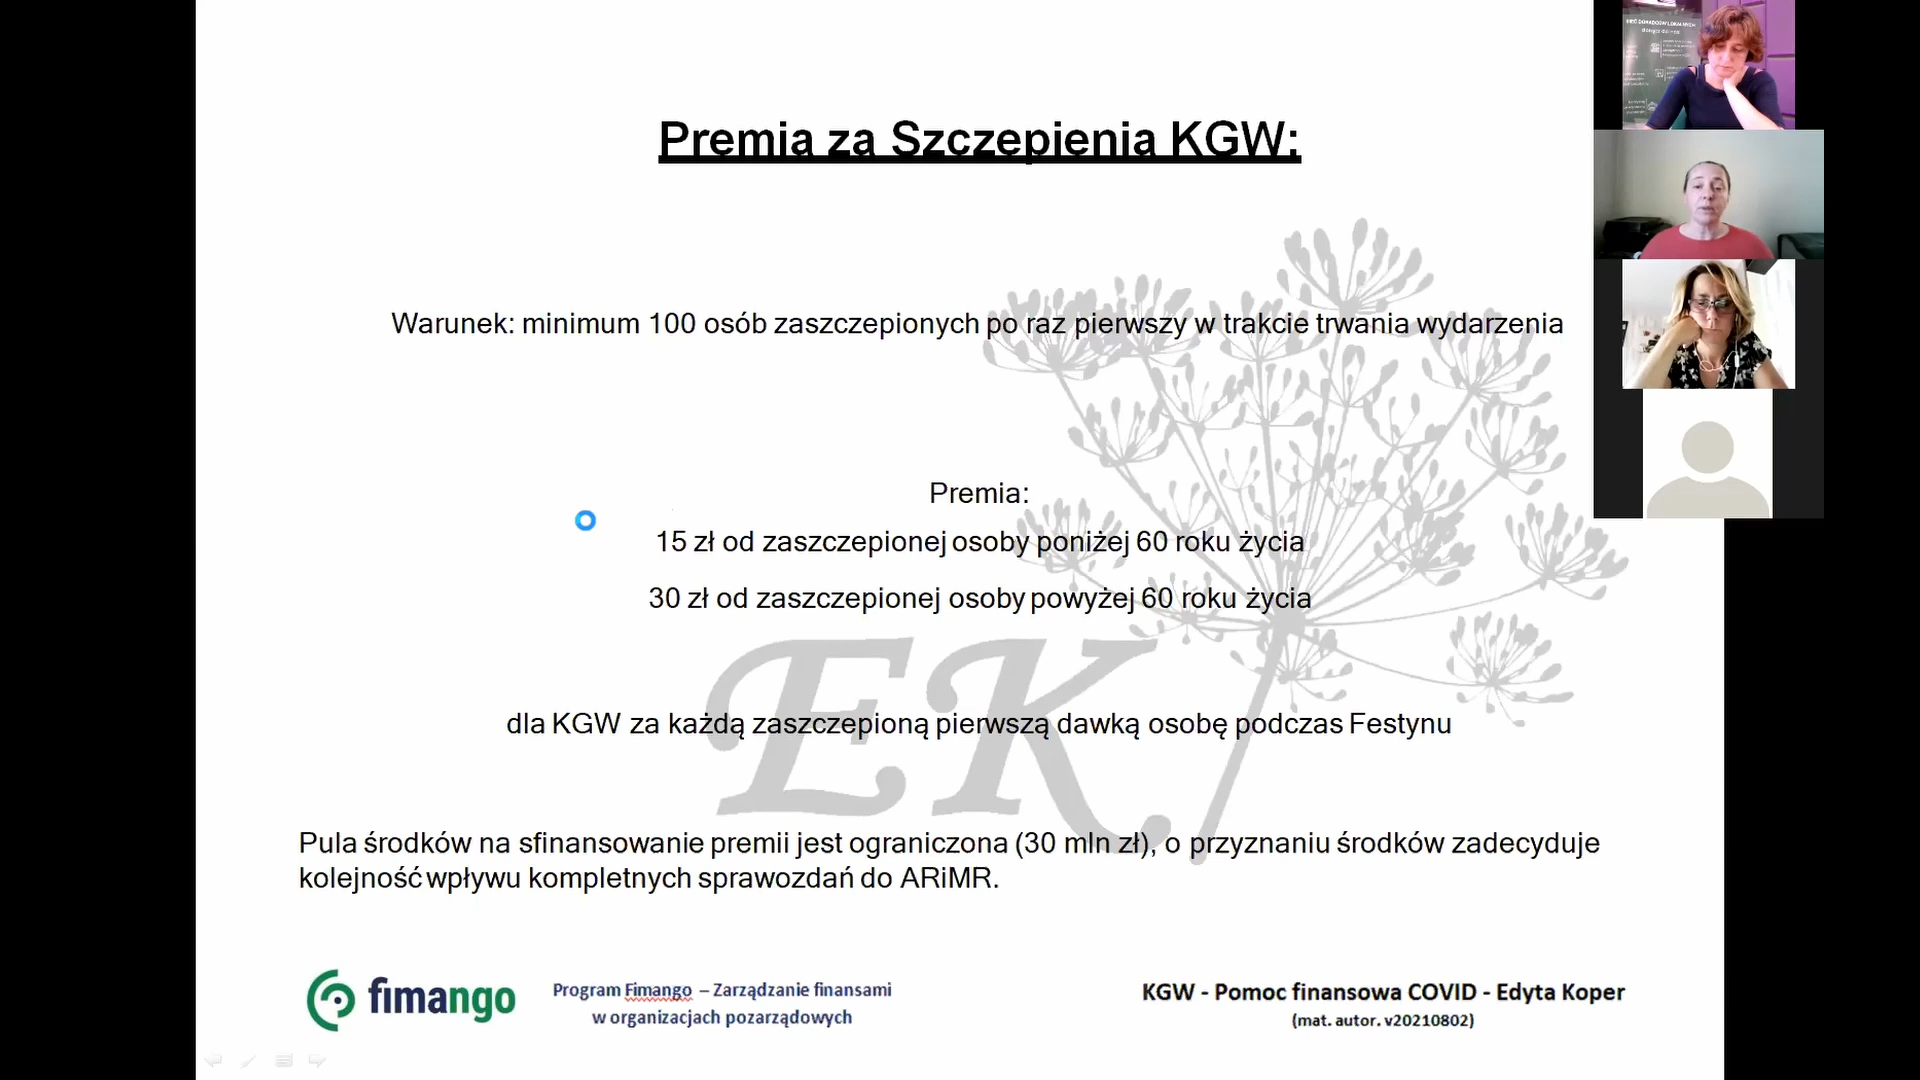 Premia za Szczepienia KGW:
Warunek: minimum 100 osób zaszczepionych po raz pierwszy w trakcie trwania wydarzenia
Premia:
15 zł od zaszczepionej osoby poniżej 60 roku życia
30 zł od zaszczepionej osoby powyżej 60 roku życia
EK
dla KGW za każdą zaszczepioną pierwszą dawką osobę podczas Festynu
Pula środków na sfinansowanie premii jest ograniczona (30 mln zł), o przyznaniu środków zadecyduje
kolejność wpływu kompletnych sprawozdań do ARiMR.
fimango
Program Fimango – Zarządzanie finansami
w organizacjach pozarządowych
KGW - Pomoc finansowa COVID - Edyta Koper
(mat. autor. v20210802)